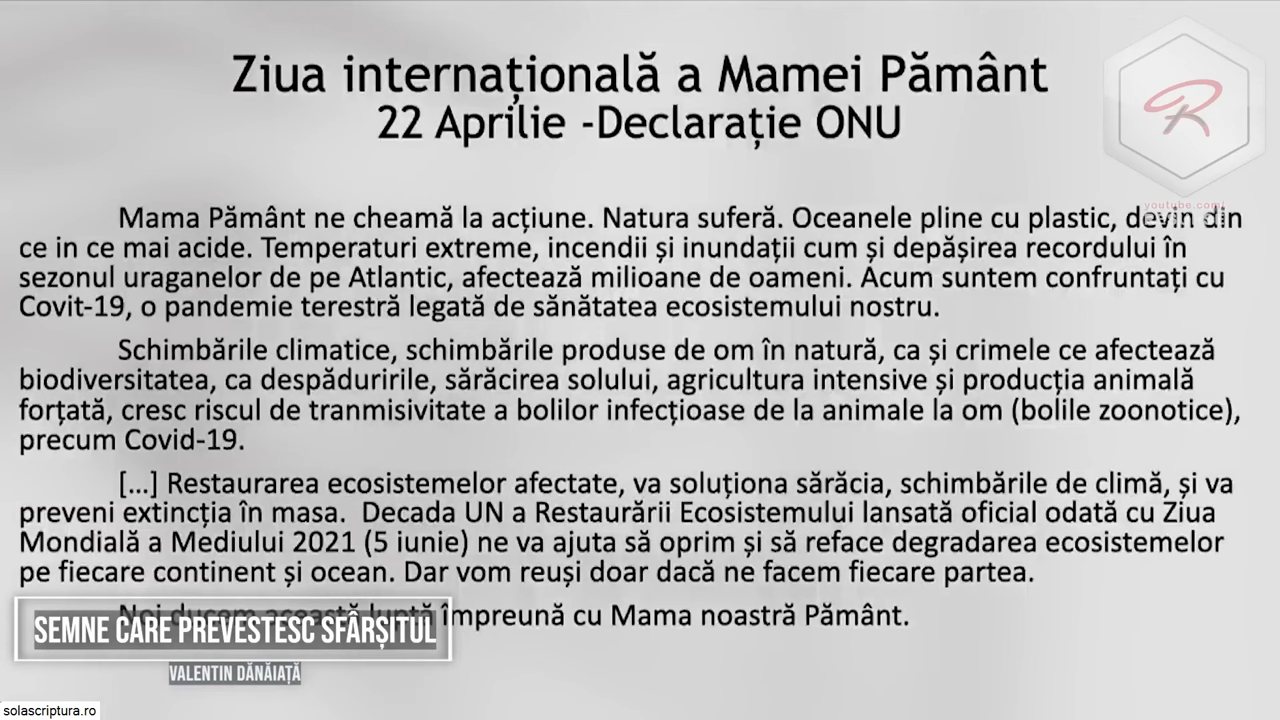 Ziua internațională a Mamei Pământ
22 Aprilie -Declarație ONU
youtube.com/
Mama Pământ ne cheamă la acțiune. Natura suferă. Oceanele pline cu plastic, devin din
ce in ce mai acide. Temperaturi extreme, incendii și inundații cum și depășirea recordului în
sezonul uraganelor de pe Atlantic, afectează milioane de oameni. Acum suntem confruntați cu
Covit-19, o pandemie terestră legată de sănătatea ecosistemului nostru.
Schimbările climatice, schimbările produse de om în natură, ca și crimele ce afectează
biodiversitatea, ca despăduririle, sărăcirea solului, agricultura intensive și producția animală
forțată, cresc riscul de tranmisivitate a bolilor infecțioase de la animale la om (bolile zoonotice),
precum Covid-19.
[...] Restaurarea ecosistemelor afectate, va soluționa sărăcia, schimbările de climă, și va
preveni extincția în masa. Decada UN a Restaurării Ecosistemului lansată oficial odată cu Ziua
Mondială a Mediului 2021 (5 iunie) ne va ajuta să oprim și să reface degradarea ecosistemelor
pe fiecare continent și ocean. Dar vom reuși doar dacă ne facem fiecare partea.
Noi ducem această luptă împreună cu Mama noastră Pământ.
SEMNE CARE PREVESTESC SFÂRȘITUL
VALENTIN DĂNĂIAȚĂ
solascriptura.ro